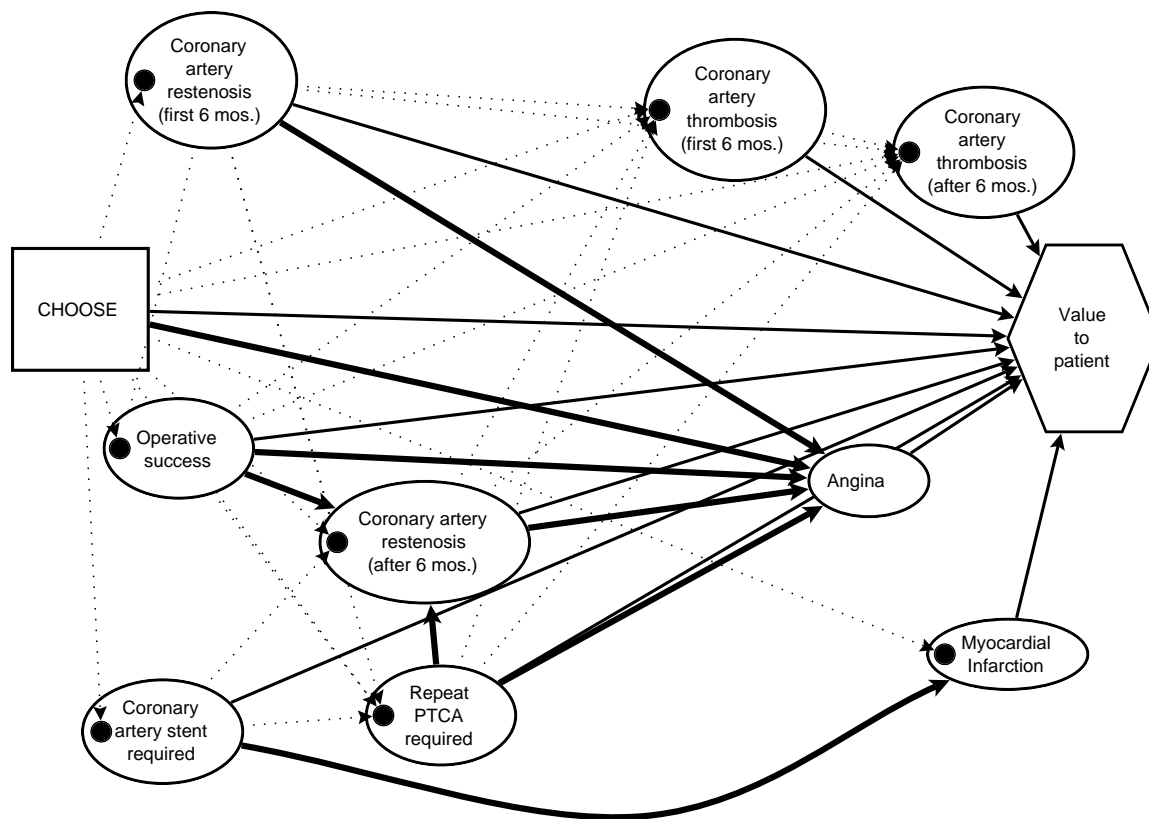 Coronary
artery
restenosis
(first 6 mos.)
Coronary
artery
thrombosis
(first 6 mos.)
Coronary
artery
thrombosis
(after 6 mos.)
CHOOSE
Value
to
patient
Operative
success
Angina
Coronary artery
restenosis
(after 6 mos.)
Myocardial
Infarction
Coronary
artery stent
required
Repeat
PTCA
required